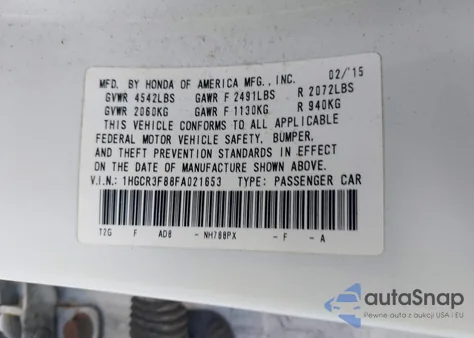 MFD. BY HONDA OF AMERICA MFG., INC. 02/'15
GVWR 4542LBS GAWR F 2491LBS R 2072LBS
GVWR 2060KG GAWR F 1130KG R 940KG
THIS VEHICLE CONFORMS TO ALL APPLICABLE
FEDERAL MOTOR VEHICLE SAFETY, BUMPER,
AND THEFT PREVENTION STANDARDS IN EFFECT
ON THE DATE OF MANUFACTURE SHOWN ABOVE.
V.I.N.: 1HGCR3F88FA021653 TYPE: PASSENGER CAR
T2G F AD8 - NH788PX - F - A
autoSnap
Pewne auto z aukcji USA i EU